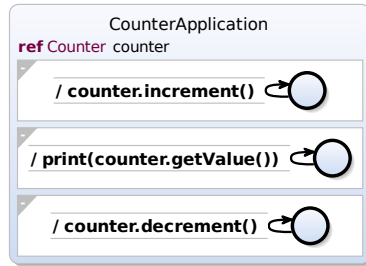 CounterApplication
ref Counter counter
-
/ counter.increment()
-
/ print(counter.getValue())
-
/ counter.decrement()